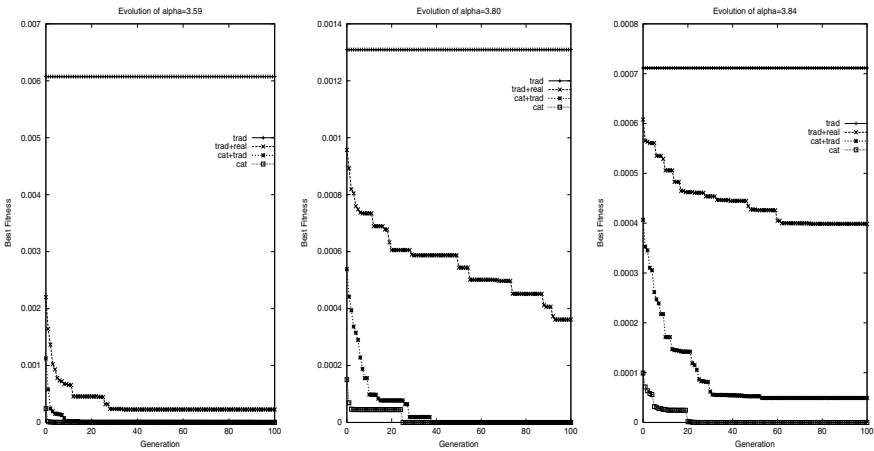 Evolution of alpha=3.59
0.007
0.006
0.005
0.004
0.003
0.002
0.001
0
Best Fitness
trad
trad+real
cat+trad
cat
0 20 40 60 80 100
Generation
Evolution of alpha=3.80
0.0014
0.0012
0.001
0.0008
0.0006
0.0004
0.0002
0
Best Fitness
trad
trad+real
cat+trad
cat
0 20 40 60 80 100
Generation
Evolution of alpha=3.84
0.0008
0.0007
0.0006
0.0005
0.0004
0.0003
0.0002
0.0001
0
Best Fitness
trad
trad+real
cat+trad
cat
0 20 40 60 80 100
Generation